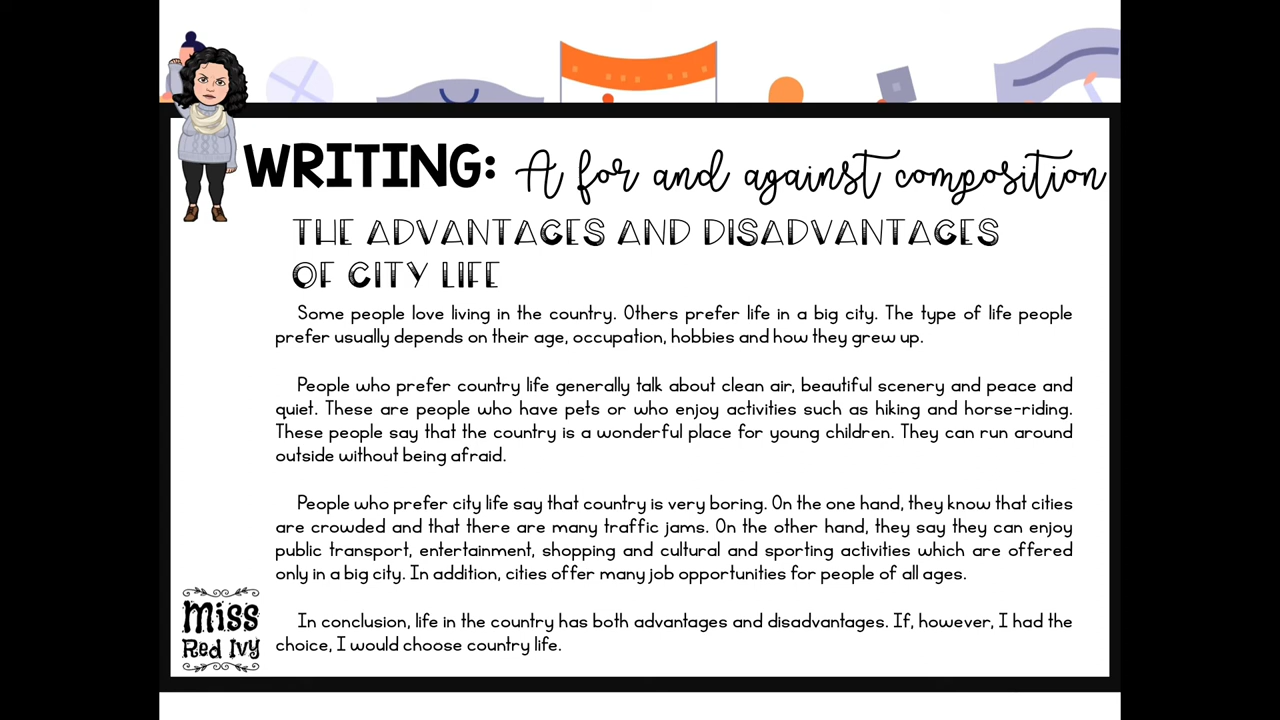 WRITING: A for and against composition
THE ADVANTAGES AND DISADVANTAGES
OF CITY LIFE
Some people love living in the country. Others prefer life in a big city. The type of life people
prefer usually depends on their age, occupation, hobbies and how they grew up.
People who prefer country life generally talk about clean air, beautiful scenery and peace and
quiet. These are people who have pets or who enjoy activities such as hiking and horse-riding.
These people say that the country is a wonderful place for young children. They can run around
outside without being afraid.
People who prefer city life say that country is very boring. On the one hand, they know that cities
are crowded and that there are many traffic jams. On the other hand, they say they can enjoy
public transport, entertainment, shopping and cultural and sporting activities which are offered
only in a big city. In addition, cities offer many job opportunities for people of all ages.
In conclusion, life in the country has both advantages and disadvantages. If, however, I had the
choice, I would choose country life.
Miss
Red Ivy